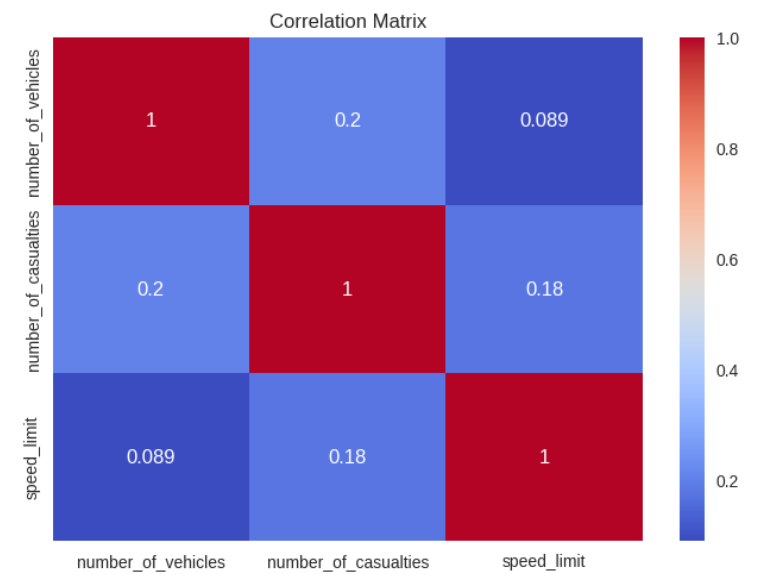 Correlation Matrix
number_of_vehicles
1
0.2
0.089
number_of_casualties
0.2
1
0.18
speed_limit
0.089
0.18
1
number_of_vehicles
number_of_casualties
speed_limit
1.0
0.8
0.6
0.4
0.2